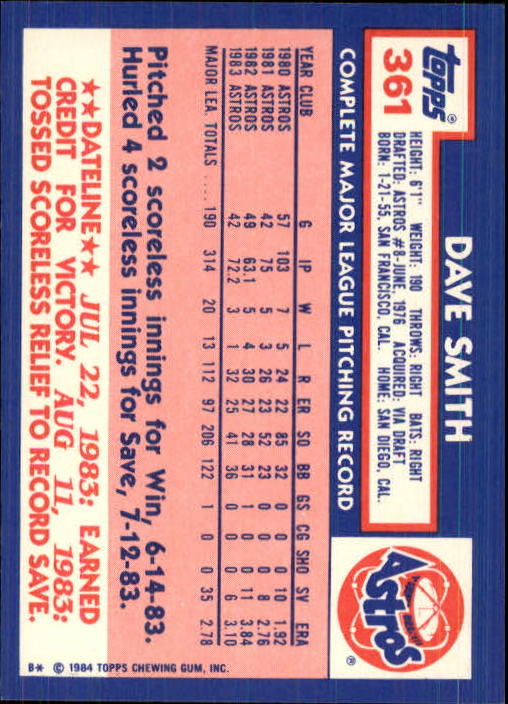 topps®
361
DAVE SMITH
HEIGHT: 6'1" WEIGHT: 190 THROWS: RIGHT BATS: RIGHT
DRAFTED: ASTROS #8-JUNE, 1976 ACQUIRED: VIA DRAFT
BORN: 1-21-55, SAN FRANCISCO, CAL. HOME: SAN DIEGO, CAL.
Astros
®
COMPLETE MAJOR LEAGUE PITCHING RECORD
YEAR CLUB G IP W L R ER SO BB GS CG SHO SV ERA
1980 ASTROS 57 103 7 5 24 22 85 32 0 0 0 10 1.92
1981 ASTROS 42 75 5 3 26 23 52 23 0 0 0 8 2.76
1982 ASTROS 49 63.1 5 4 30 27 28 31 1 0 0 11 3.84
1983 ASTROS 42 72.2 3 1 32 25 41 36 0 0 0 6 3.10
MAJOR LEA. TOTALS .... 190 314 20 13 112 97 206 122 1 0 0 35 2.78
Pitched 2 scoreless innings for Win, 6-14-83.
Hurled 4 scoreless innings for Save, 7-12-83.
★★DATELINE★★ JUL 22, 1983: EARNED
CREDIT FOR VICTORY. AUG 11, 1983:
TOSSED SCORELESS RELIEF TO RECORD SAVE.
B* © 1984 TOPPS CHEWING GUM, INC.